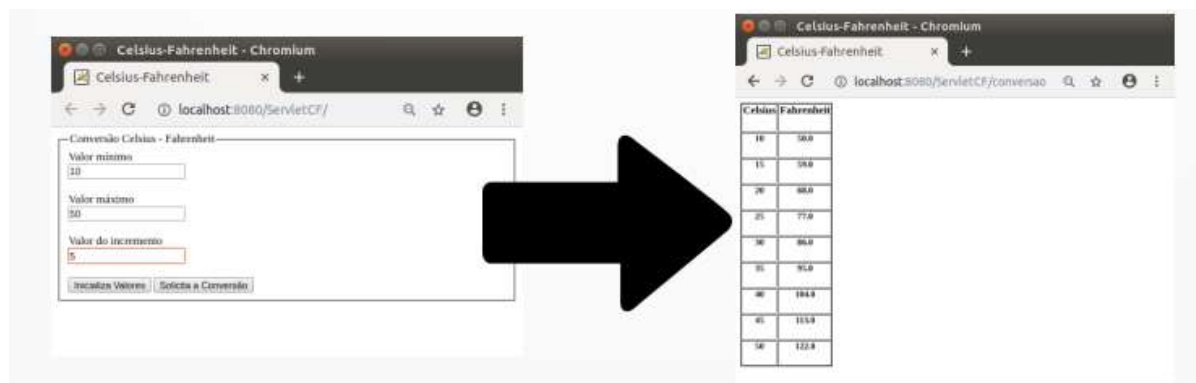 Celsius-Fahrenheit - Chromium
Celsius-Fahrenheit × +
localhost:8080/ServletCF/
Conversão Celsius - Fahrenheit
Valor mínimo
10
Valor máximo
50
Valor do incremento
5
Inicializa Valores Solicita a Conversão
Celsius-Fahrenheit - Chromium
Celsius-Fahrenheit × +
localhost:8080/ServletCF/conversao
Celsius Fahrenheit
10 50.0
15 59.0
20 68.0
25 77.0
30 86.0
35 95.0
40 104.0
45 113.0
50 122.0